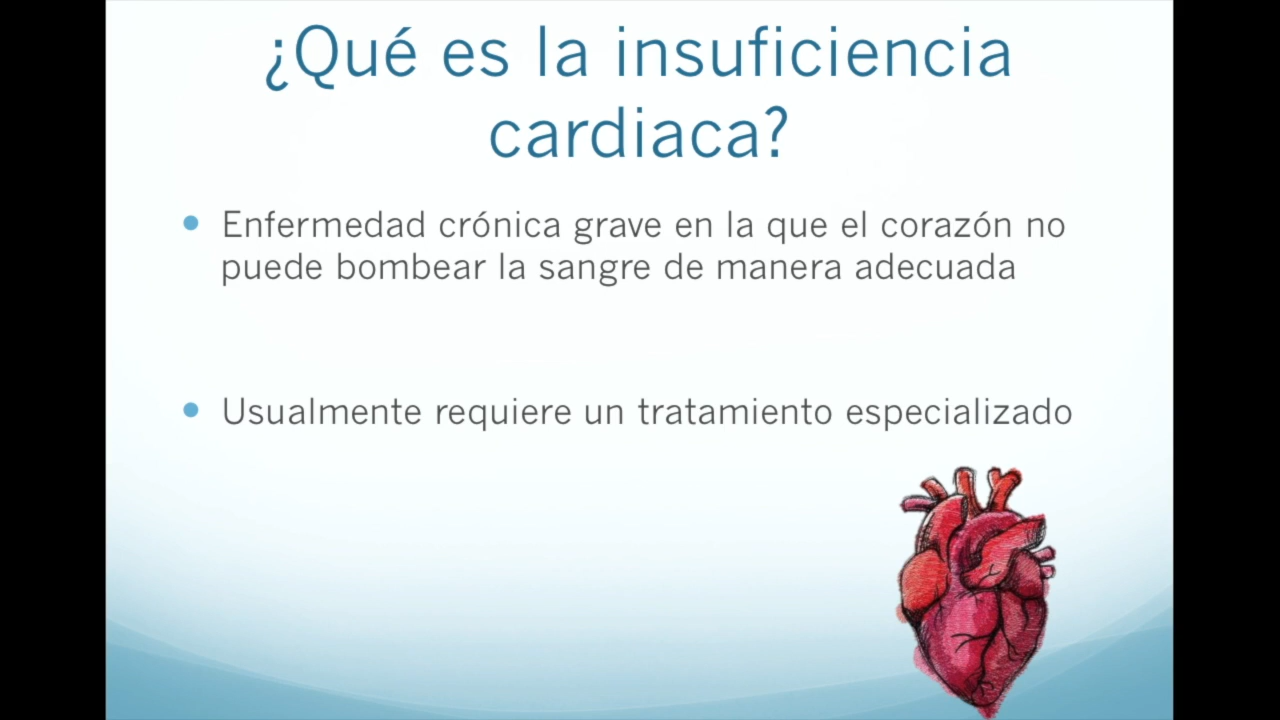 ¿Qué es la insuficiencia
cardiaca?
• Enfermedad crónica grave en la que el corazón no
puede bombear la sangre de manera adecuada
• Usualmente requiere un tratamiento especializado